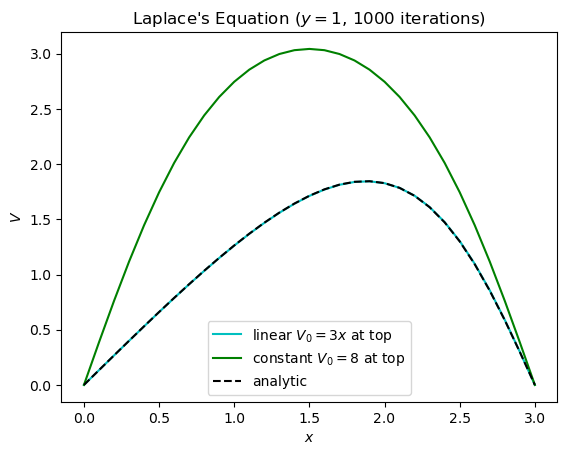 Laplace's Equation (y = 1, 1000 iterations)
3.0
2.5
2.0
1.5
1.0
0.5
0.0
V
linear V₀ = 3x at top
constant V₀ = 8 at top
analytic
0.0 0.5 1.0 1.5 2.0 2.5 3.0
x